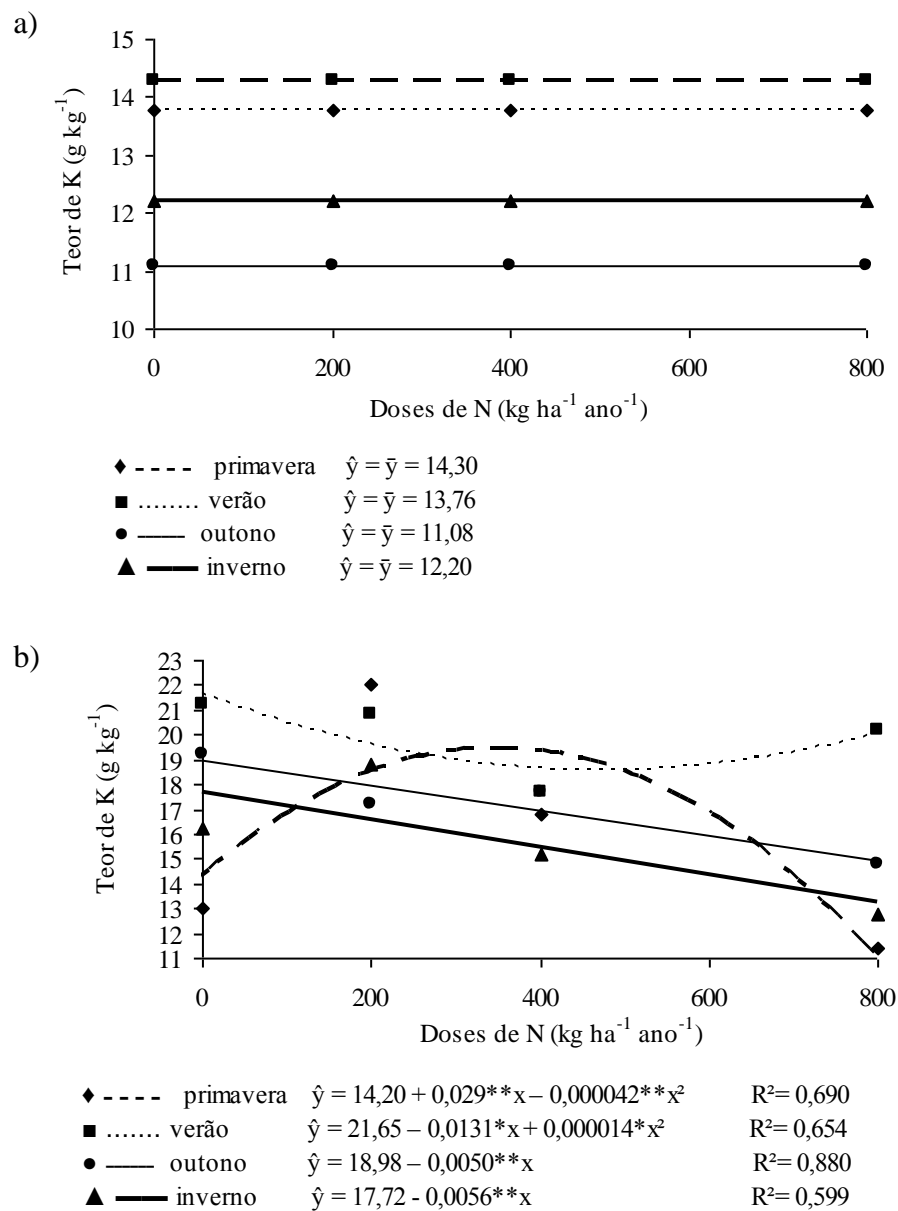 a)
15
14
13
12
11
10
Teor de K (g kg⁻¹)
0 200 400 600 800
Doses de N (kg ha⁻¹ ano⁻¹)
primavera ŷ = ȳ = 14,30
verão ŷ = ȳ = 13,76
outono ŷ = ȳ = 11,08
inverno ŷ = ȳ = 12,20
b)
23
22
21
20
19
18
17
16
15
14
13
12
11
Teor de K (g kg⁻¹)
0 200 400 600 800
Doses de N (kg ha⁻¹ ano⁻¹)
primavera ŷ = 14,20 + 0,029**x – 0,000042**x² R²= 0,690
verão ŷ = 21,65 – 0,0131*x + 0,000014*x² R²= 0,654
outono ŷ = 18,98 – 0,0050**x R²= 0,880
inverno ŷ = 17,72 - 0,0056**x R²= 0,599